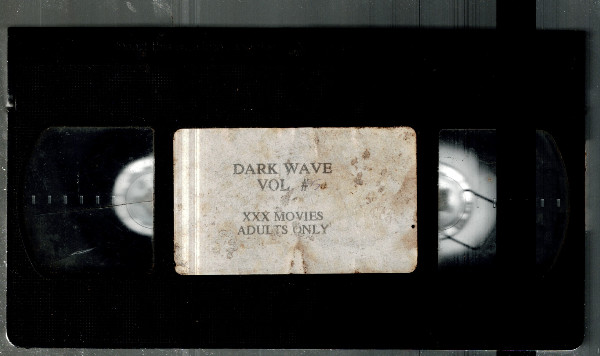 DARK WAVE
VOL. #
XXX MOVIES
ADULTS ONLY